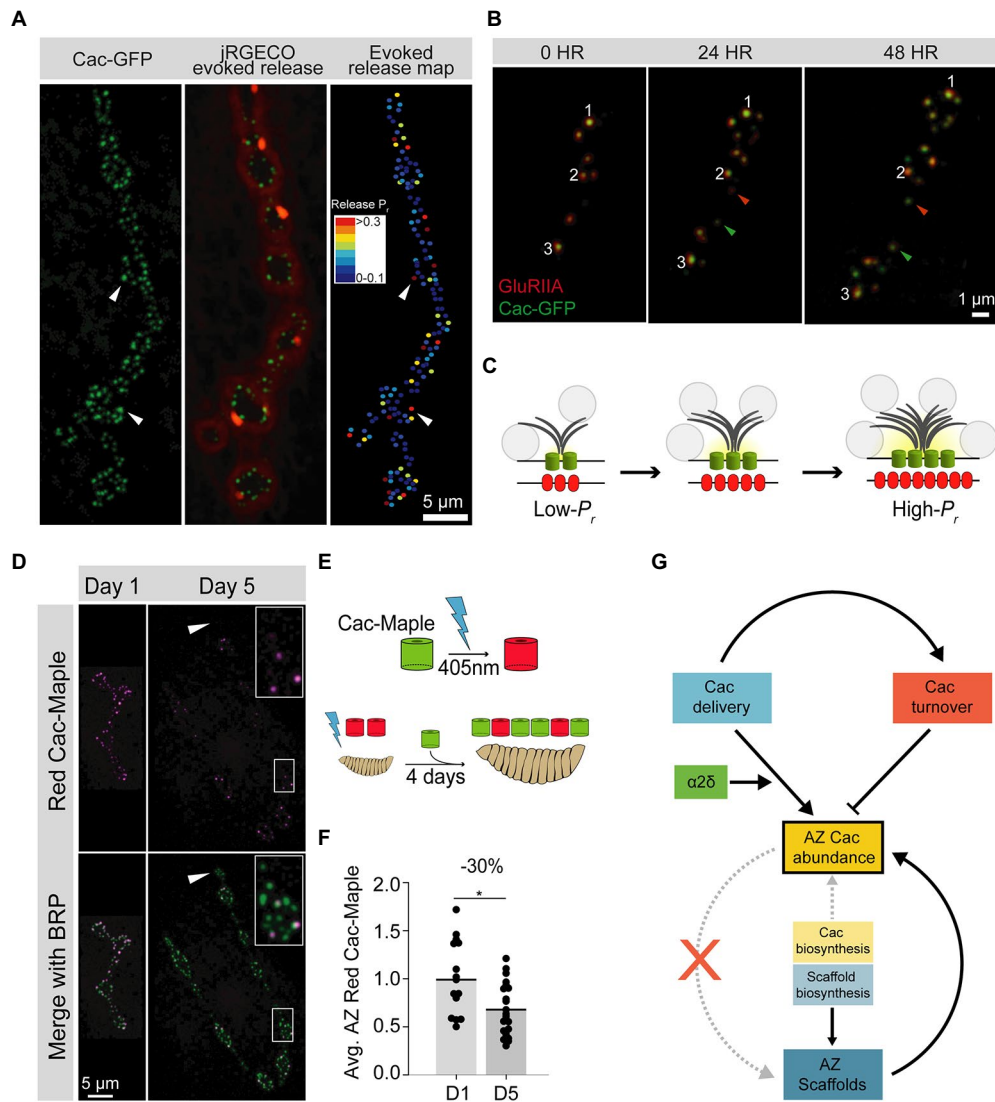 A
Cac-GFP
jRGECO
evoked release
Evoked
release map
Release Pr
>0.3
0-0.1
5 µm
B
0 HR
24 HR
48 HR
1
2
3
1
2
3
1
2
3
GluRIIA
Cac-GFP
1 µm
C
Low-Pr
High-Pr
D
Day 1
Day 5
Red Cac-Maple
Merge with BRP
5 µm
E
Cac-Maple
405nm
4 days
F
-30%
*
Avg. AZ Red Cac-Maple
2.0
1.5
1.0
0.5
0
D1
D5
G
Cac
delivery
Cac
turnover
α2δ
AZ Cac
abundance
X
Cac
biosynthesis
Scaffold
biosynthesis
AZ
Scaffolds